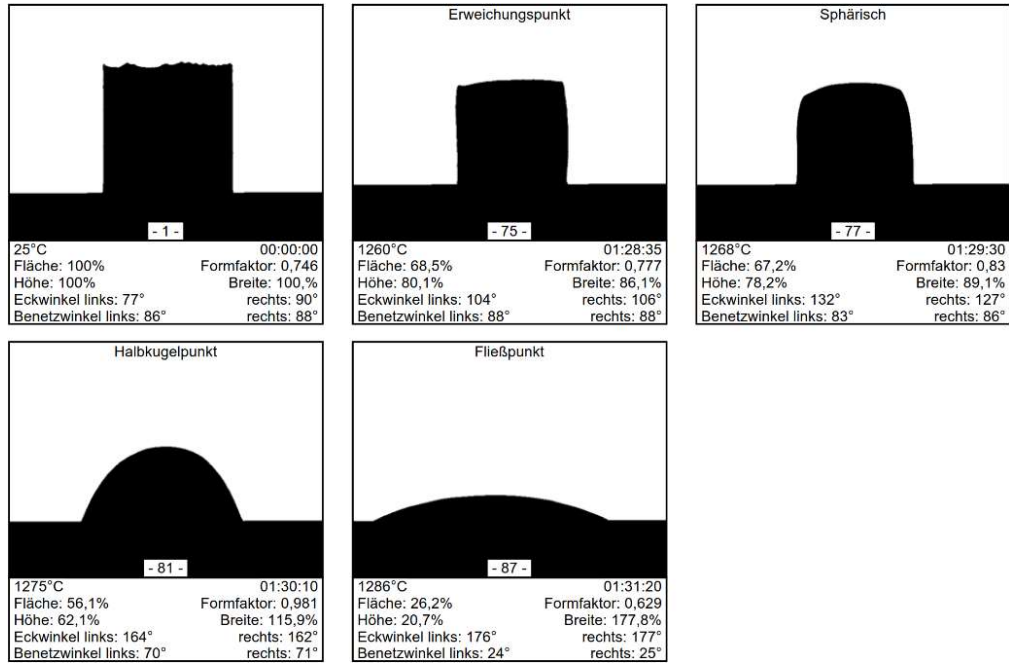 - 1 -
25°C 00:00:00
Fläche: 100% Formfaktor: 0,746
Höhe: 100% Breite: 100,%
Eckwinkel links: 77° rechts: 90°
Benetzwinkel links: 86° rechts: 88°
Erweichungspunkt
- 75 -
1260°C 01:28:35
Fläche: 68,5% Formfaktor: 0,777
Höhe: 80,1% Breite: 86,1%
Eckwinkel links: 104° rechts: 106°
Benetzwinkel links: 88° rechts: 88°
Sphärisch
- 77 -
1268°C 01:29:30
Fläche: 67,2% Formfaktor: 0,83
Höhe: 78,2% Breite: 89,1%
Eckwinkel links: 132° rechts: 127°
Benetzwinkel links: 83° rechts: 86°
Halbkugelpunkt
- 81 -
1275°C 01:30:10
Fläche: 56,1% Formfaktor: 0,981
Höhe: 62,1% Breite: 115,9%
Eckwinkel links: 164° rechts: 162°
Benetzwinkel links: 70° rechts: 71°
Fließpunkt
- 87 -
1286°C 01:31:20
Fläche: 26,2% Formfaktor: 0,629
Höhe: 20,7% Breite: 177,8%
Eckwinkel links: 176° rechts: 177°
Benetzwinkel links: 24° rechts: 25°